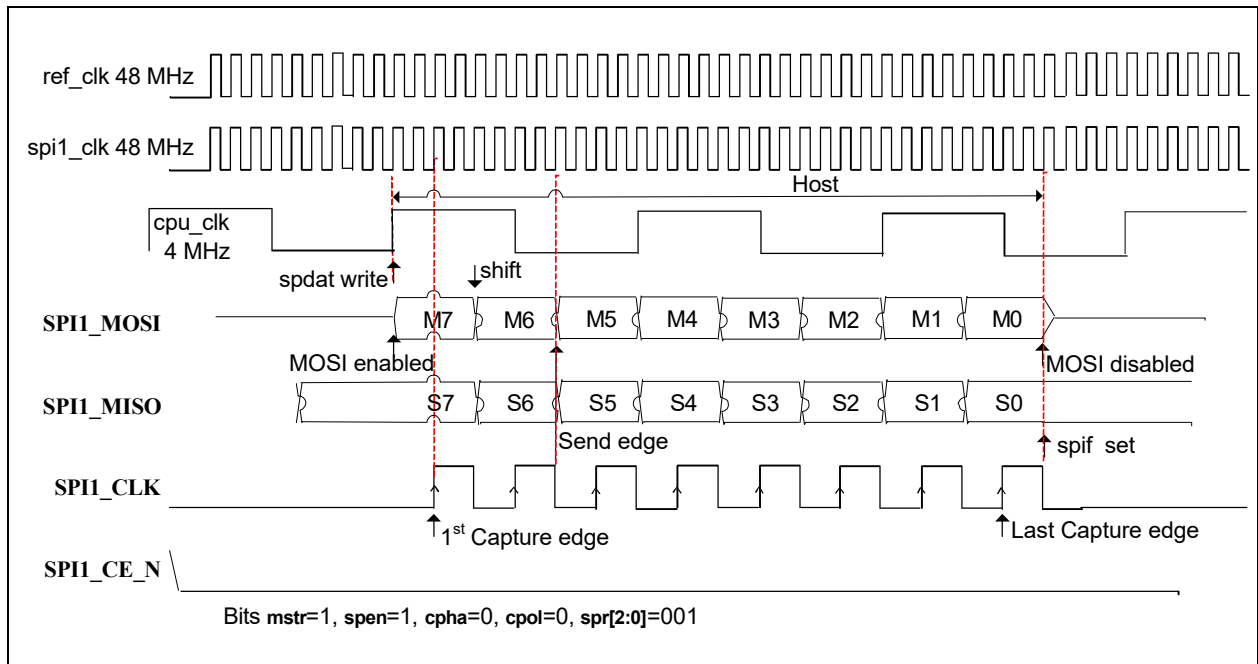 ref_clk 48 MHz
spi1_clk 48 MHz
Host
cpu_clk
4 MHz
spdat write
shift
SPI1_MOSI
M7 M6 M5 M4 M3 M2 M1 M0
MOSI enabled
MOSI disabled
SPI1_MISO
S7 S6 S5 S4 S3 S2 S1 S0
Send edge
spif set
SPI1_CLK
1st Capture edge
Last Capture edge
SPI1_CE_N
Bits mstr=1, spen=1, cpha=0, cpol=0, spr[2:0]=001